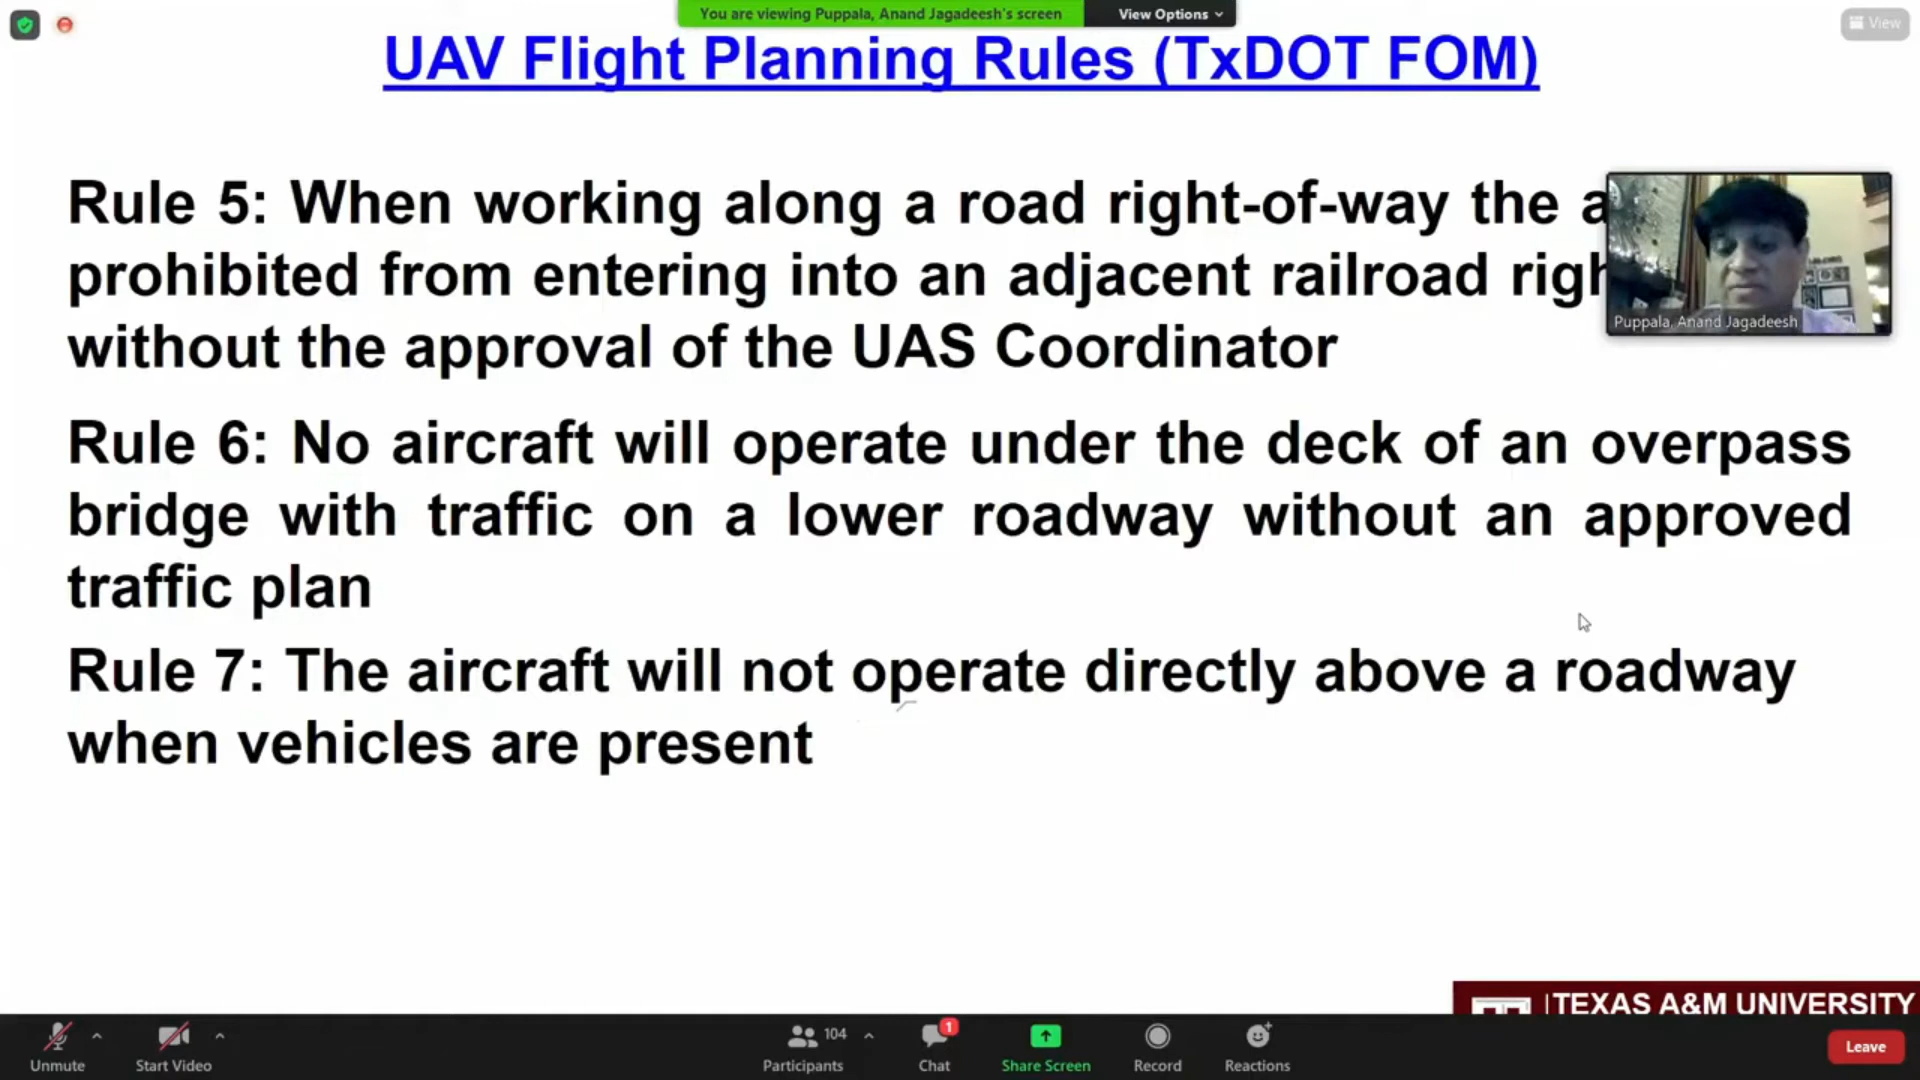 You are viewing Puppala, Anand Jagadeesh's screen
View Options
View
UAV Flight Planning Rules (TxDOT FOM)
Rule 5: When working along a road right-of-way the
prohibited from entering into an adjacent railroad
without the approval of the UAS Coordinator
Puppala, Anand Jagadeesh
Rule 6: No aircraft will operate under the deck of an overpass
bridge with traffic on a lower roadway without an approved
traffic plan
Rule 7: The aircraft will not operate directly above a roadway
when vehicles are present
TEXAS A&M UNIVERSITY
Unmute
Start Video
104
Participants
1
Chat
Share Screen
Record
Reactions
Leave